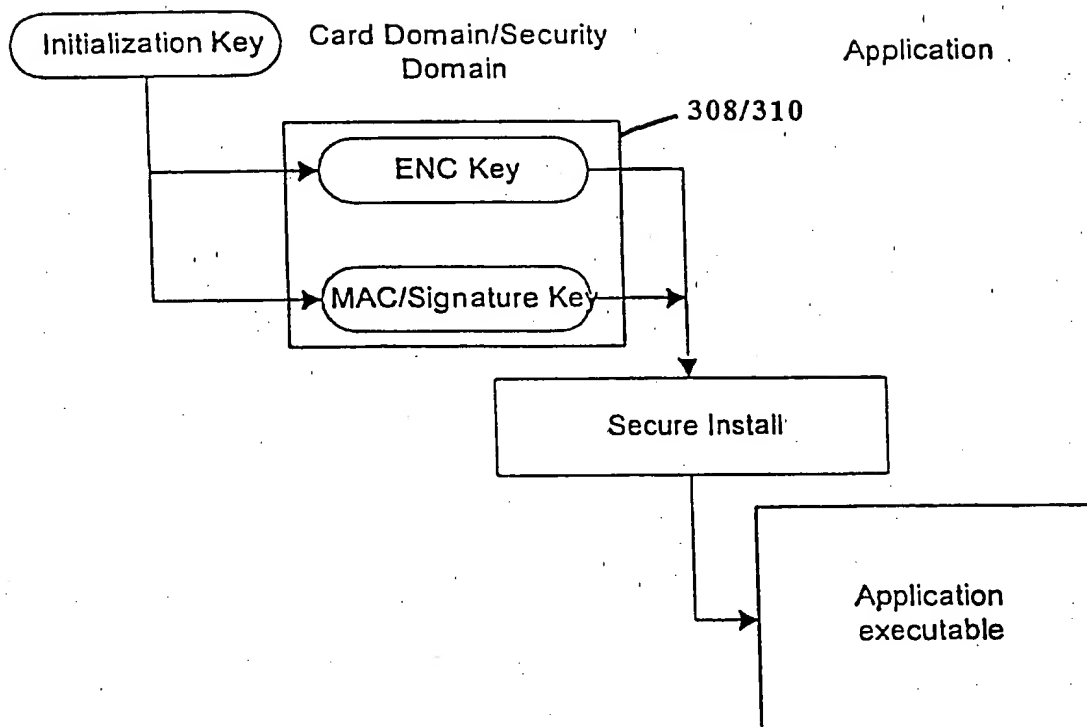 Initialization Key
Card Domain/Security
Domain
Application
308/310
ENC Key
MAC/Signature Key
Secure Install
Application
executable